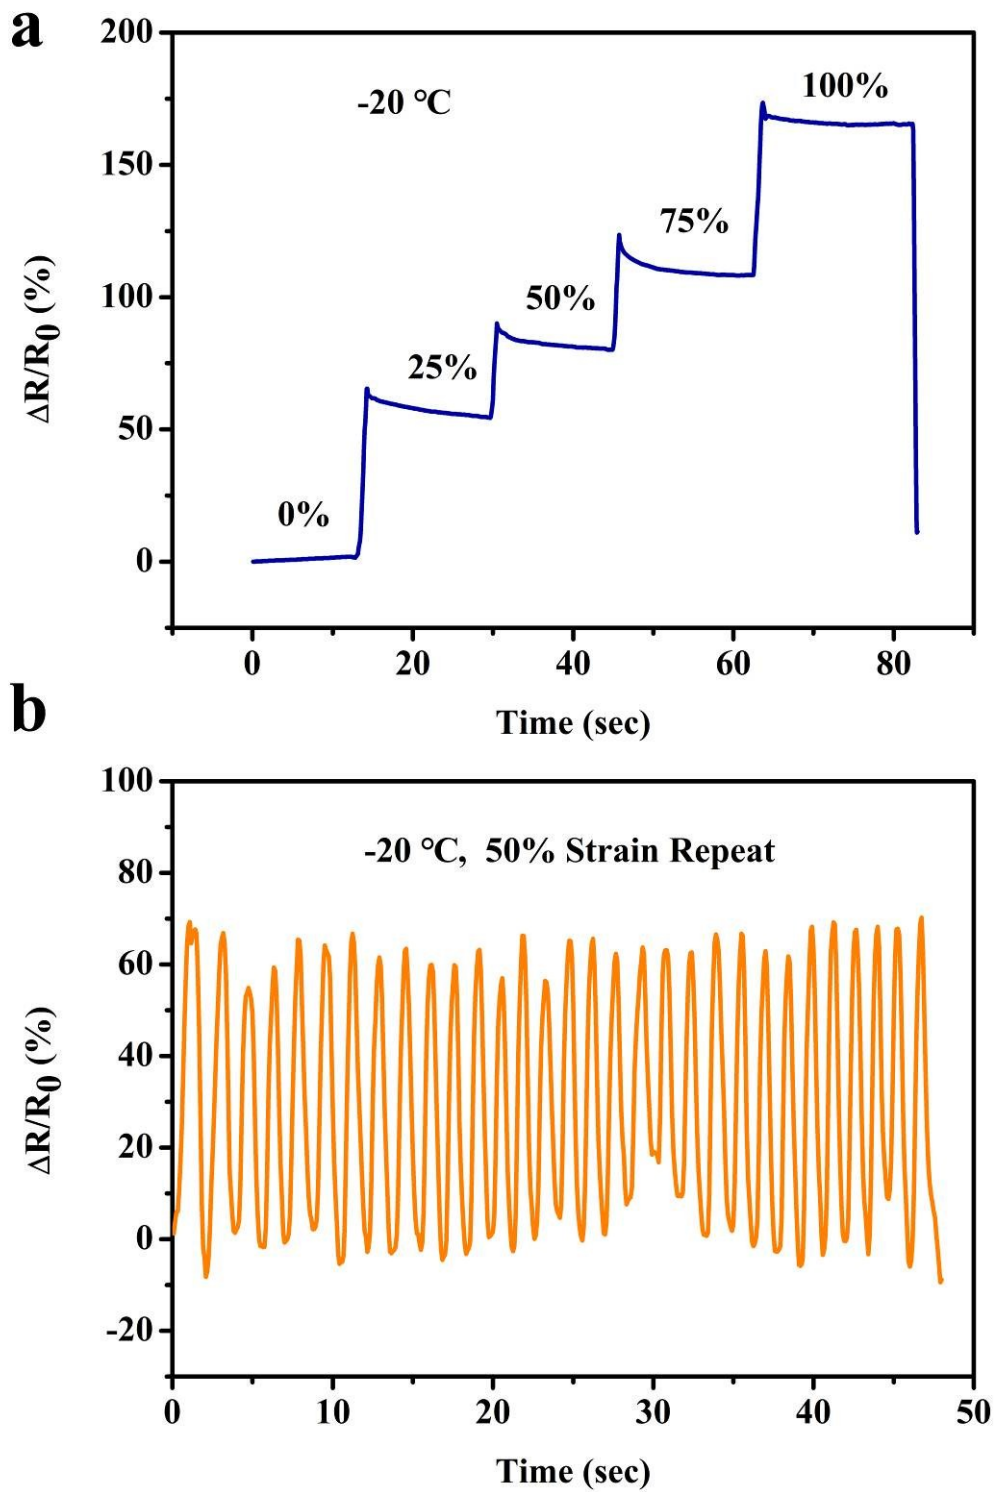 a
200
150
100
50
0
ΔR/R0 (%)
-20 °C
0%
25%
50%
75%
100%
0 20 40 60 80
Time (sec)
b
100
80
60
40
20
0
-20
ΔR/R0 (%)
-20 °C, 50% Strain Repeat
0 10 20 30 40 50
Time (sec)